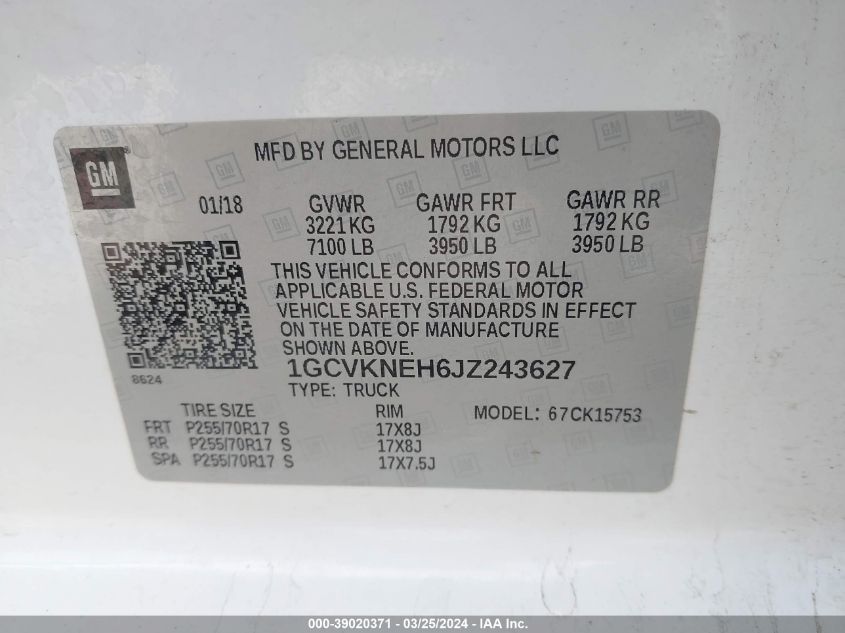 GM
MFD BY GENERAL MOTORS LLC
01/18 GVWR GAWR FRT GAWR RR
3221 KG 1792 KG 1792 KG
7100 LB 3950 LB 3950 LB
THIS VEHICLE CONFORMS TO ALL
APPLICABLE U.S. FEDERAL MOTOR
VEHICLE SAFETY STANDARDS IN EFFECT
ON THE DATE OF MANUFACTURE
SHOWN ABOVE.
8624
1GCVKNEH6JZ243627
TYPE: TRUCK
TIRE SIZE RIM MODEL: 67CK15753
FRT P255/70R17 S 17X8J
RR P255/70R17 S 17X8J
SPA P255/70R17 S 17X7.5J
000-39020371 - 03/25/2024 - IAA Inc.